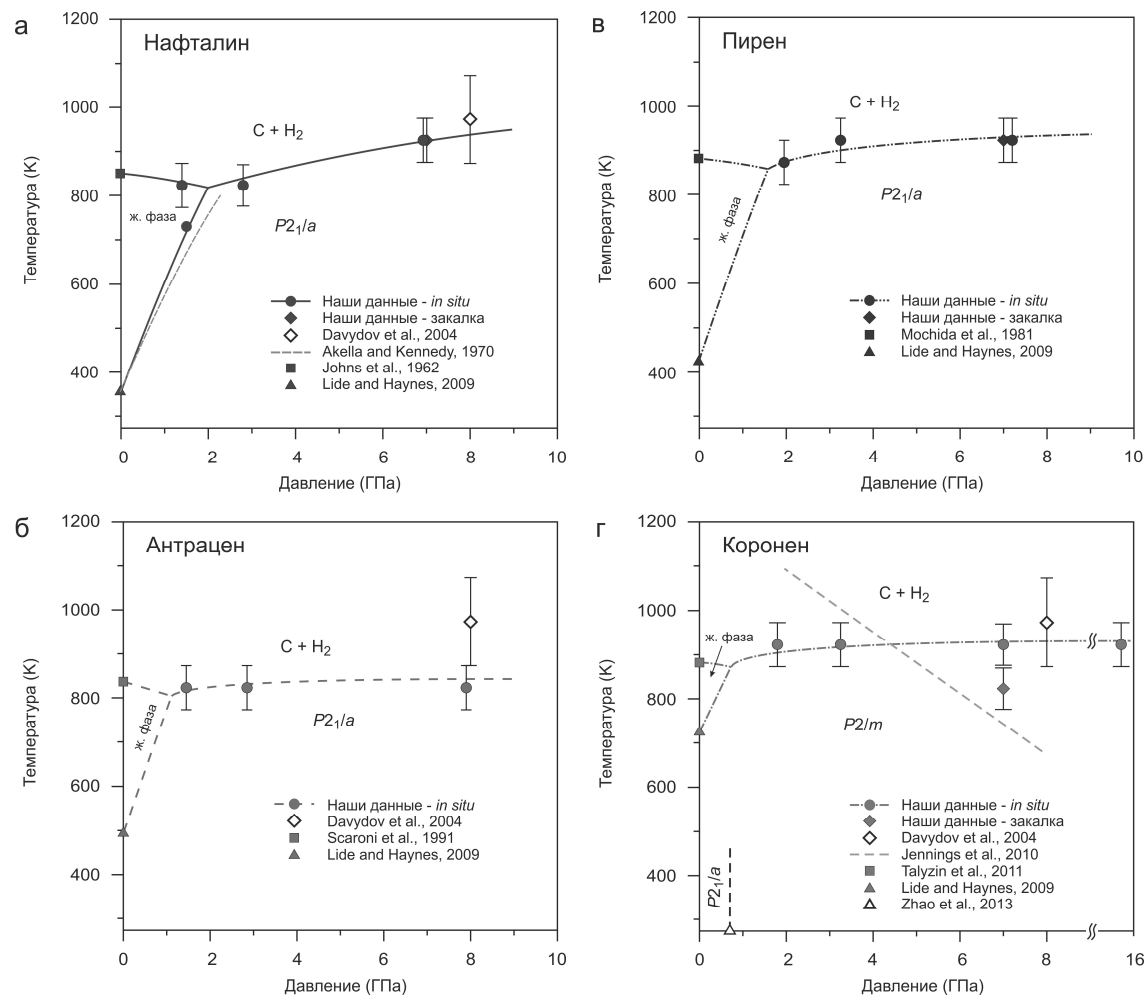 а
Нафталин
1200
1000
800
600
400
Температура (K)
C + H2
ж. фаза
P21/a
Наши данные - in situ
Наши данные - закалка
Davydov et al., 2004
Akella and Kennedy, 1970
Johns et al., 1962
Lide and Haynes, 2009
0 2 4 6 8 10
Давление (ГПа)
в
Пирен
1200
1000
800
600
400
Температура (K)
C + H2
ж. фаза
P21/a
Наши данные - in situ
Наши данные - закалка
Mochida et al., 1981
Lide and Haynes, 2009
0 2 4 6 8 10
Давление (ГПа)
б
Антрацен
1200
1000
800
600
400
Температура (K)
C + H2
ж. фаза
P21/a
Наши данные - in situ
Davydov et al., 2004
Scaroni et al., 1991
Lide and Haynes, 2009
0 2 4 6 8 10
Давление (ГПа)
г
Коронен
1200
1000
800
600
400
Температура (K)
C + H2
ж. фаза
P2/m
Наши данные - in situ
Наши данные - закалка
Davydov et al., 2004
Jennings et al., 2010
Talyzin et al., 2011
Lide and Haynes, 2009
Zhao et al., 2013
P21/a
0 2 4 6 8 16
Давление (ГПа)